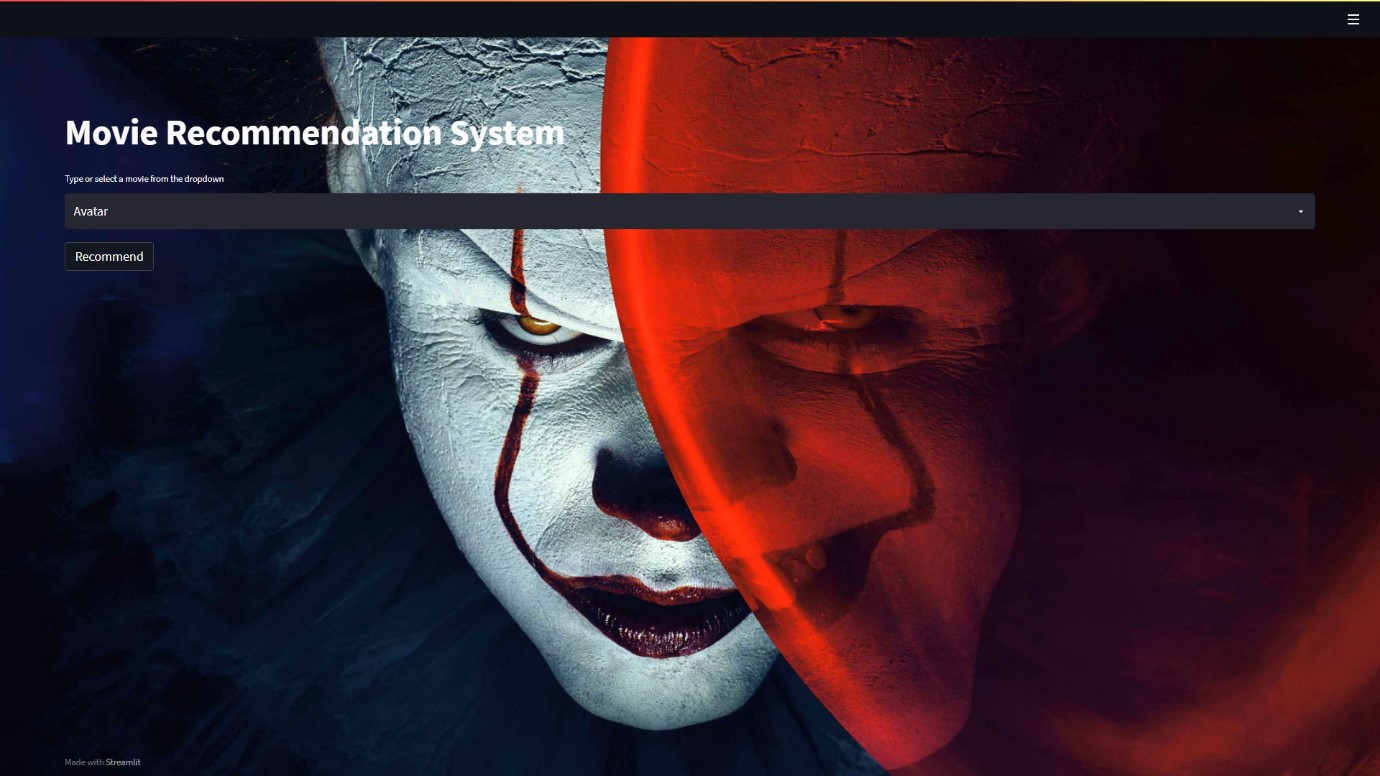 Movie Recommendation System
Type or select a movie from the dropdown
Avatar
Recommend
Made with Streamlit